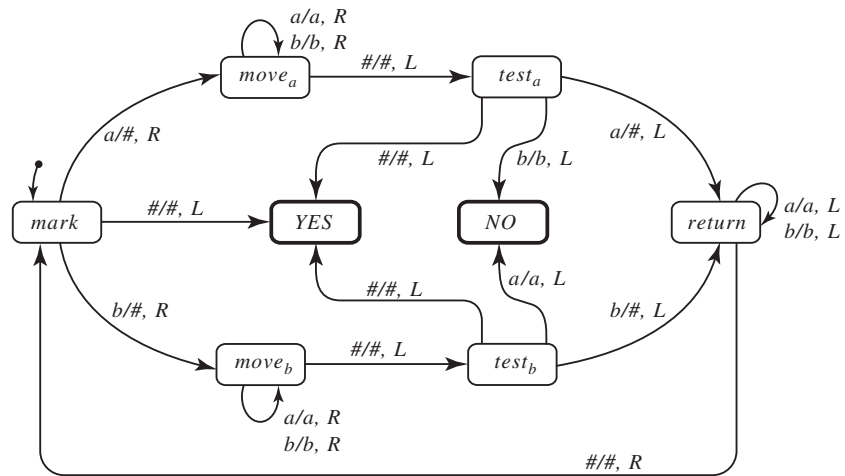 a/a, R
b/b, R
move_a
#/#, L
test_a
a/#, R
#/#, L
b/b, L
a/#, L
mark
#/#, L
YES
NO
return
a/a, L
b/b, L
b/#, R
#/#, L
a/a, L
b/#, L
move_b
#/#, L
test_b
a/a, R
b/b, R
#/#, R